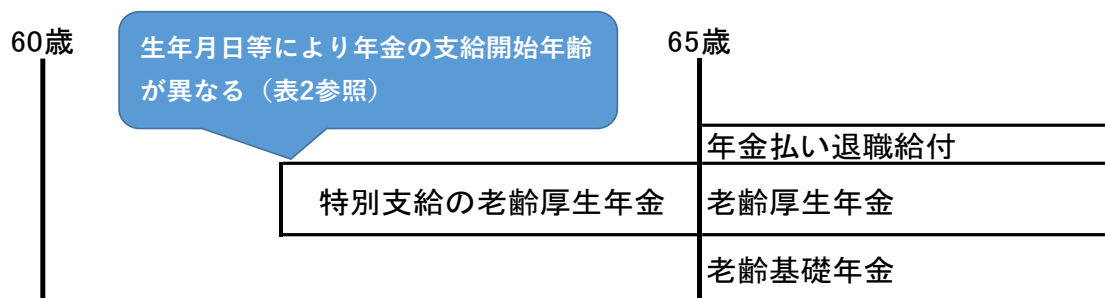 60歳
生年月日等により年金の支給開始年齢
が異なる（表2参照）
65歳
年金払い退職給付
特別支給の老齢厚生年金
老齢厚生年金
老齢基礎年金